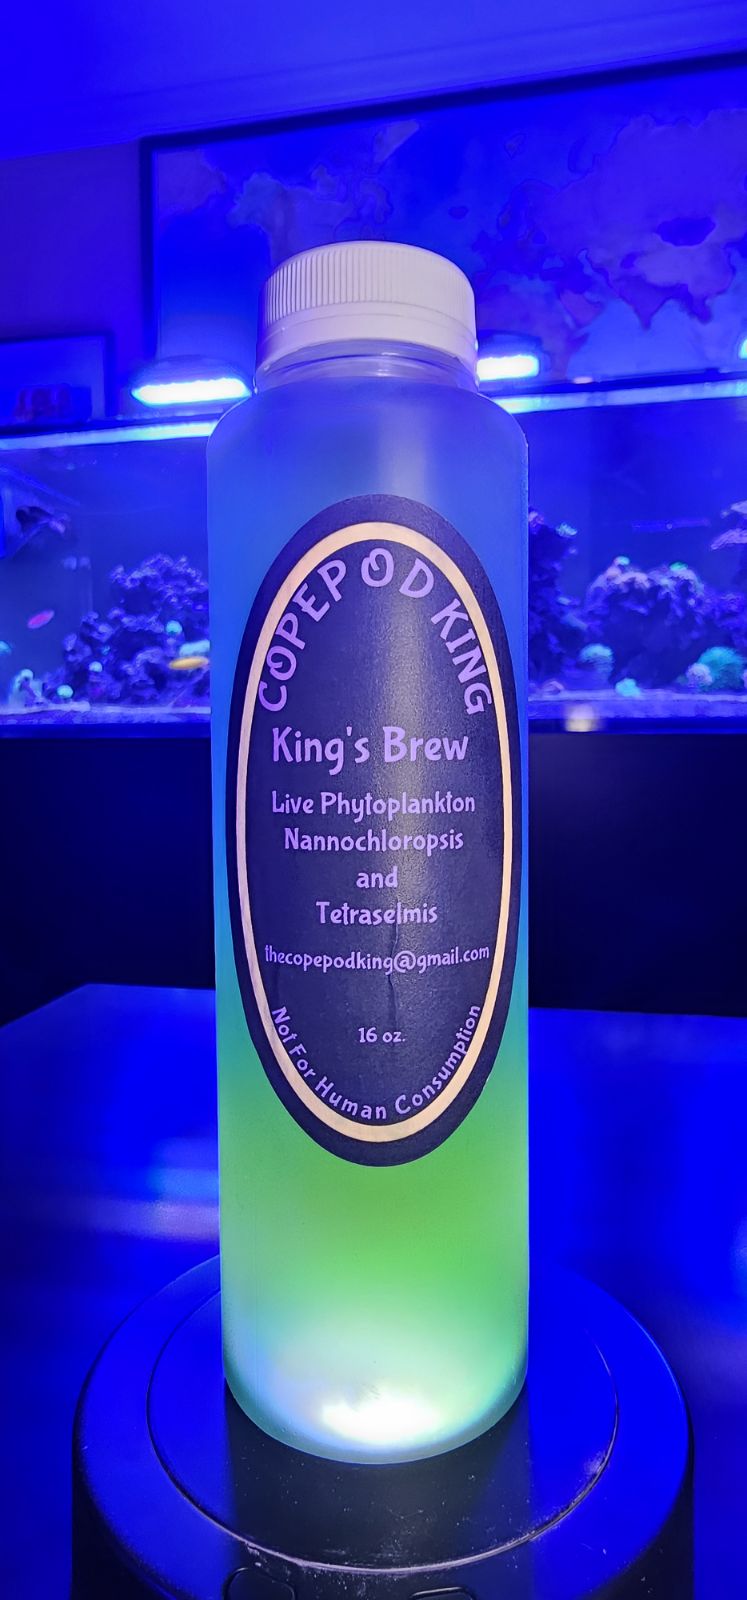 COPEPOD KING
King's Brew
Live Phytoplankton
Nannochloropsis
and
Tetraselmis
thecopepodking@gmail.com
16 oz.
Not For Human Consumption